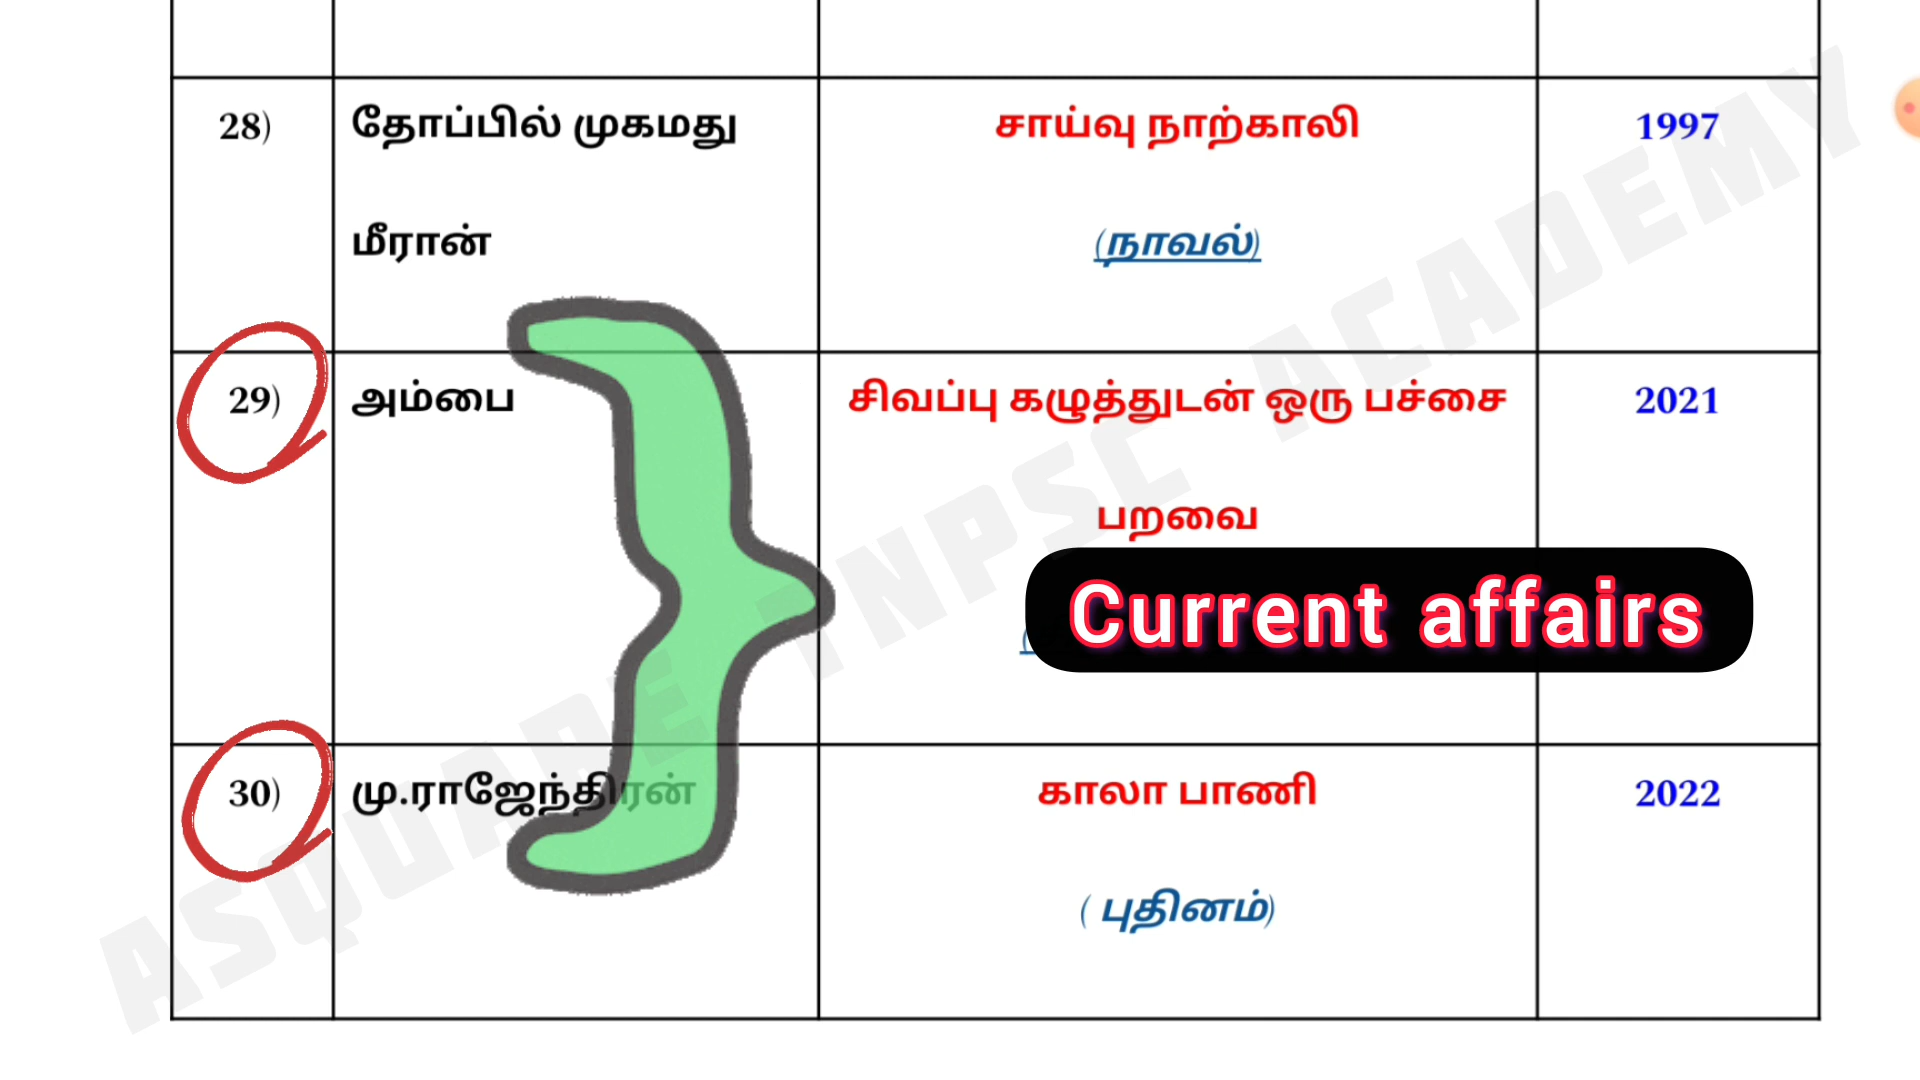 28) தோப்பில் முகமது சாய்வு நாற்காலி 1997
மீரான் (நாவல்)
29) அம்பை சிவப்பு கழுத்துடன் ஒரு பச்சை 2021
பறவை
Current affairs
30) மு.ராஜேந்திரன் காலா பாணி 2022
( புதினம்)
ASQUARE TNPSC ACADEMY